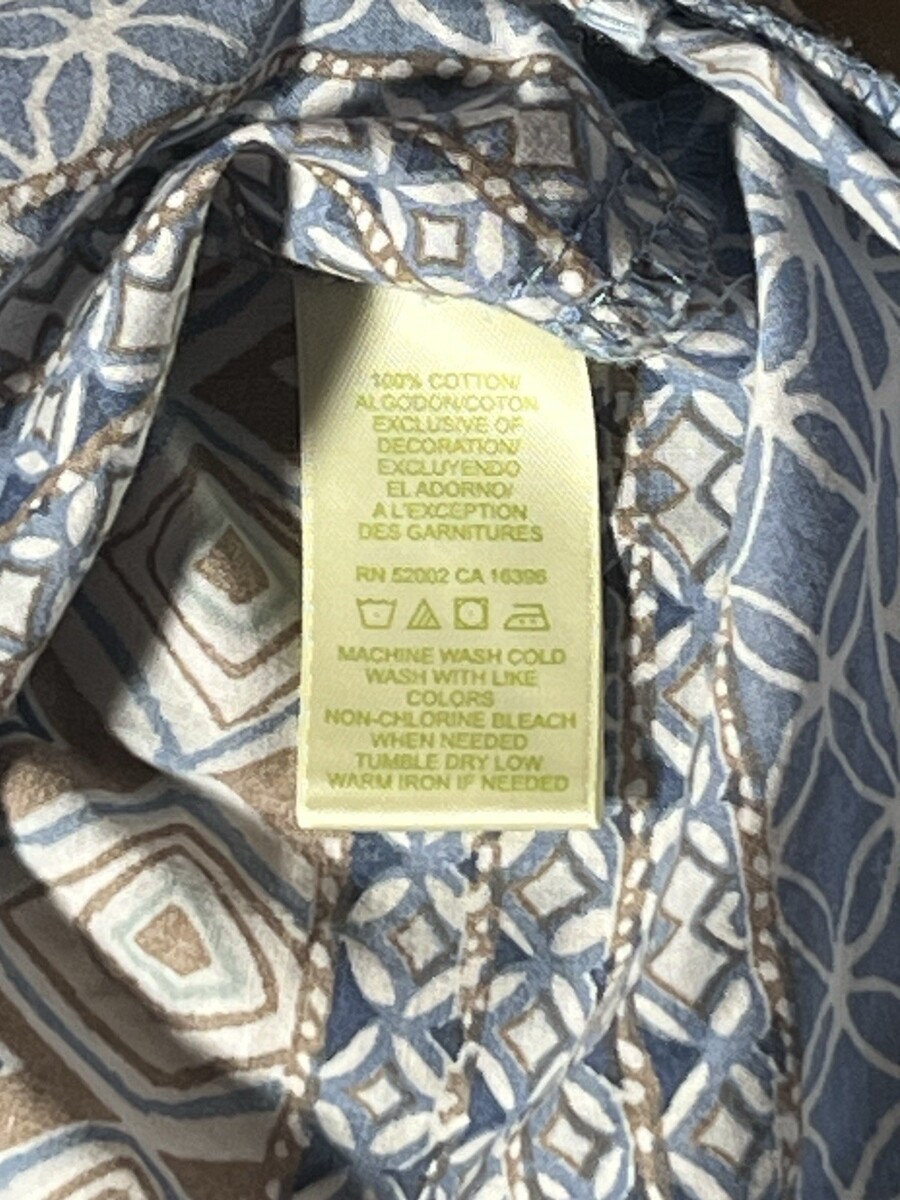 100% COTTON/
ALGODON/COTON
EXCLUSIVE OF
DECORATION/
EXCLUYENDO
EL ADORNO/
A L'EXCEPTION
DES GARNITURES
RN 52002 CA 16396
MACHINE WASH COLD
WASH WITH LIKE
COLORS
NON-CHLORINE BLEACH
WHEN NEEDED
TUMBLE DRY LOW
WARM IRON IF NEEDED